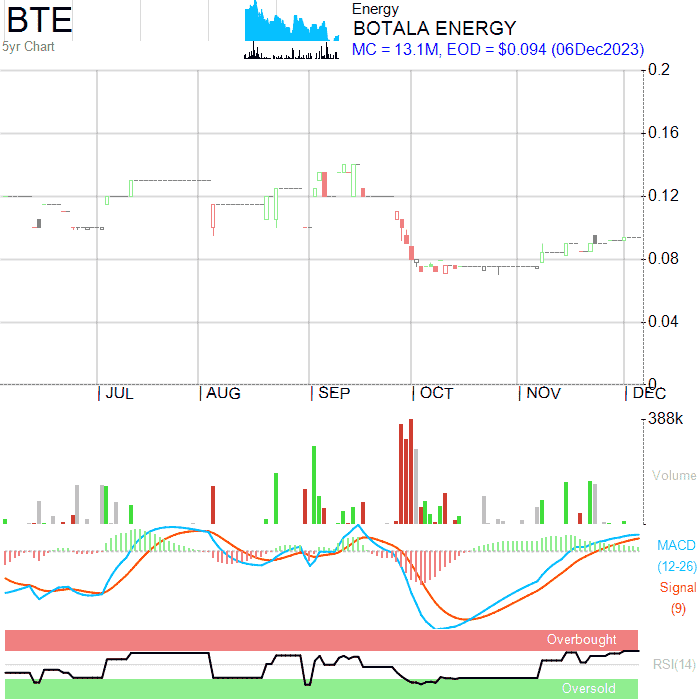 BTE
5yr Chart
Energy
BOTALA ENERGY
MC = 13.1M, EOD = $0.094 (06Dec2023)
0.2
0.16
0.12
0.08
0.04
0
JUL AUG SEP OCT NOV DEC
388k
Volume
MACD
(12-26)
Signal
(9)
Overbought
RSI(14)
Oversold